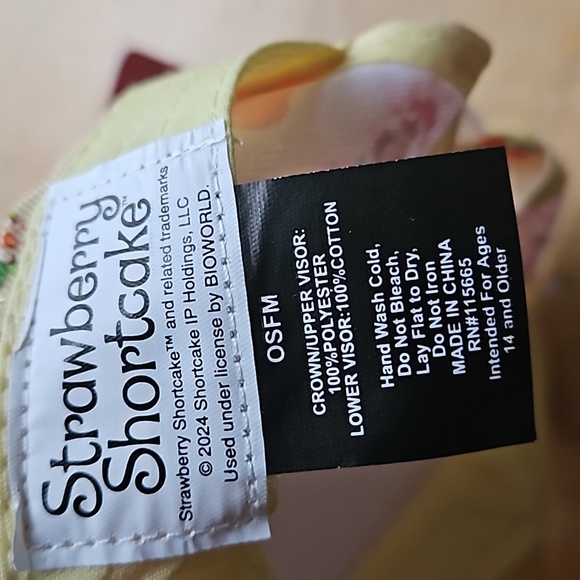 Strawberry
Shortcake™
Strawberry Shortcake™ and related trademarks
© 2024 Shortcake IP Holdings, LLC
Used under license by BIOWORLD.
OSFM
CROWN/UPPER VISOR:
100%POLYESTER
LOWER VISOR:100%COTTON
Hand Wash Cold,
Do Not Bleach,
Lay Flat to Dry,
Do Not Iron
MADE IN CHINA
RN#115665
Intended For Ages
14 and Older